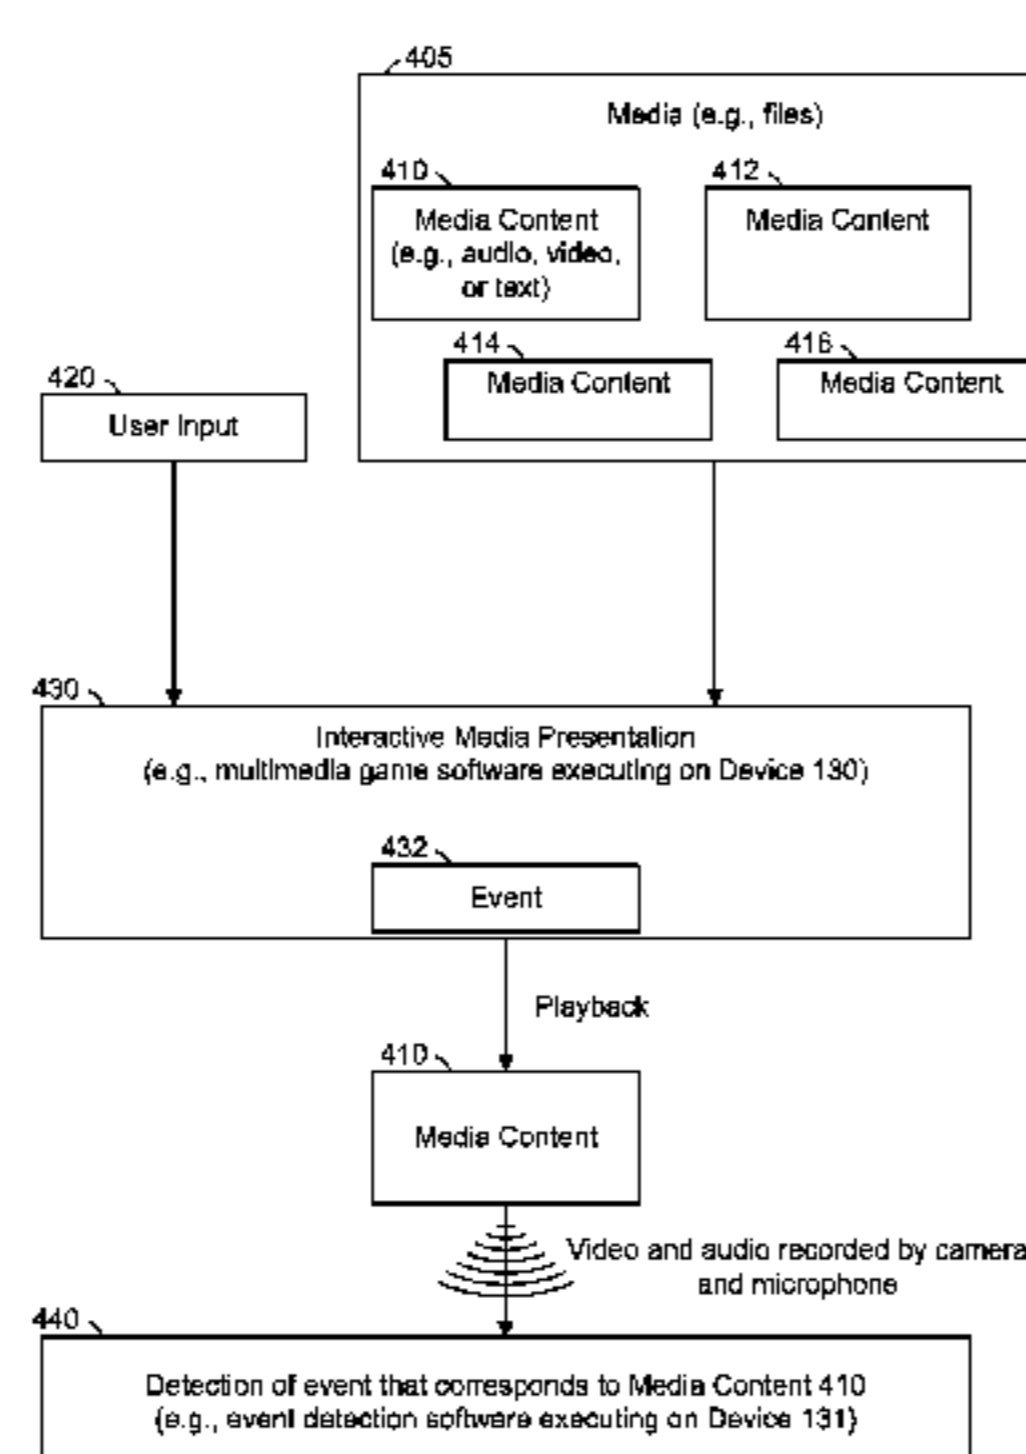 405
Media (e.g., files)
410
412
Media Content
(e.g., audio, video,
or text)
Media Content
414
416
Media Content
Media Content
420
User Input
430
Interactive Media Presentation
(e.g., multimedia game software executing on Device 130)
432
Event
Playback
410
Media Content
Video and audio recorded by camera
and microphone
440
Detection of event that corresponds to Media Content 410
(e.g., event detection software executing on Device 131)